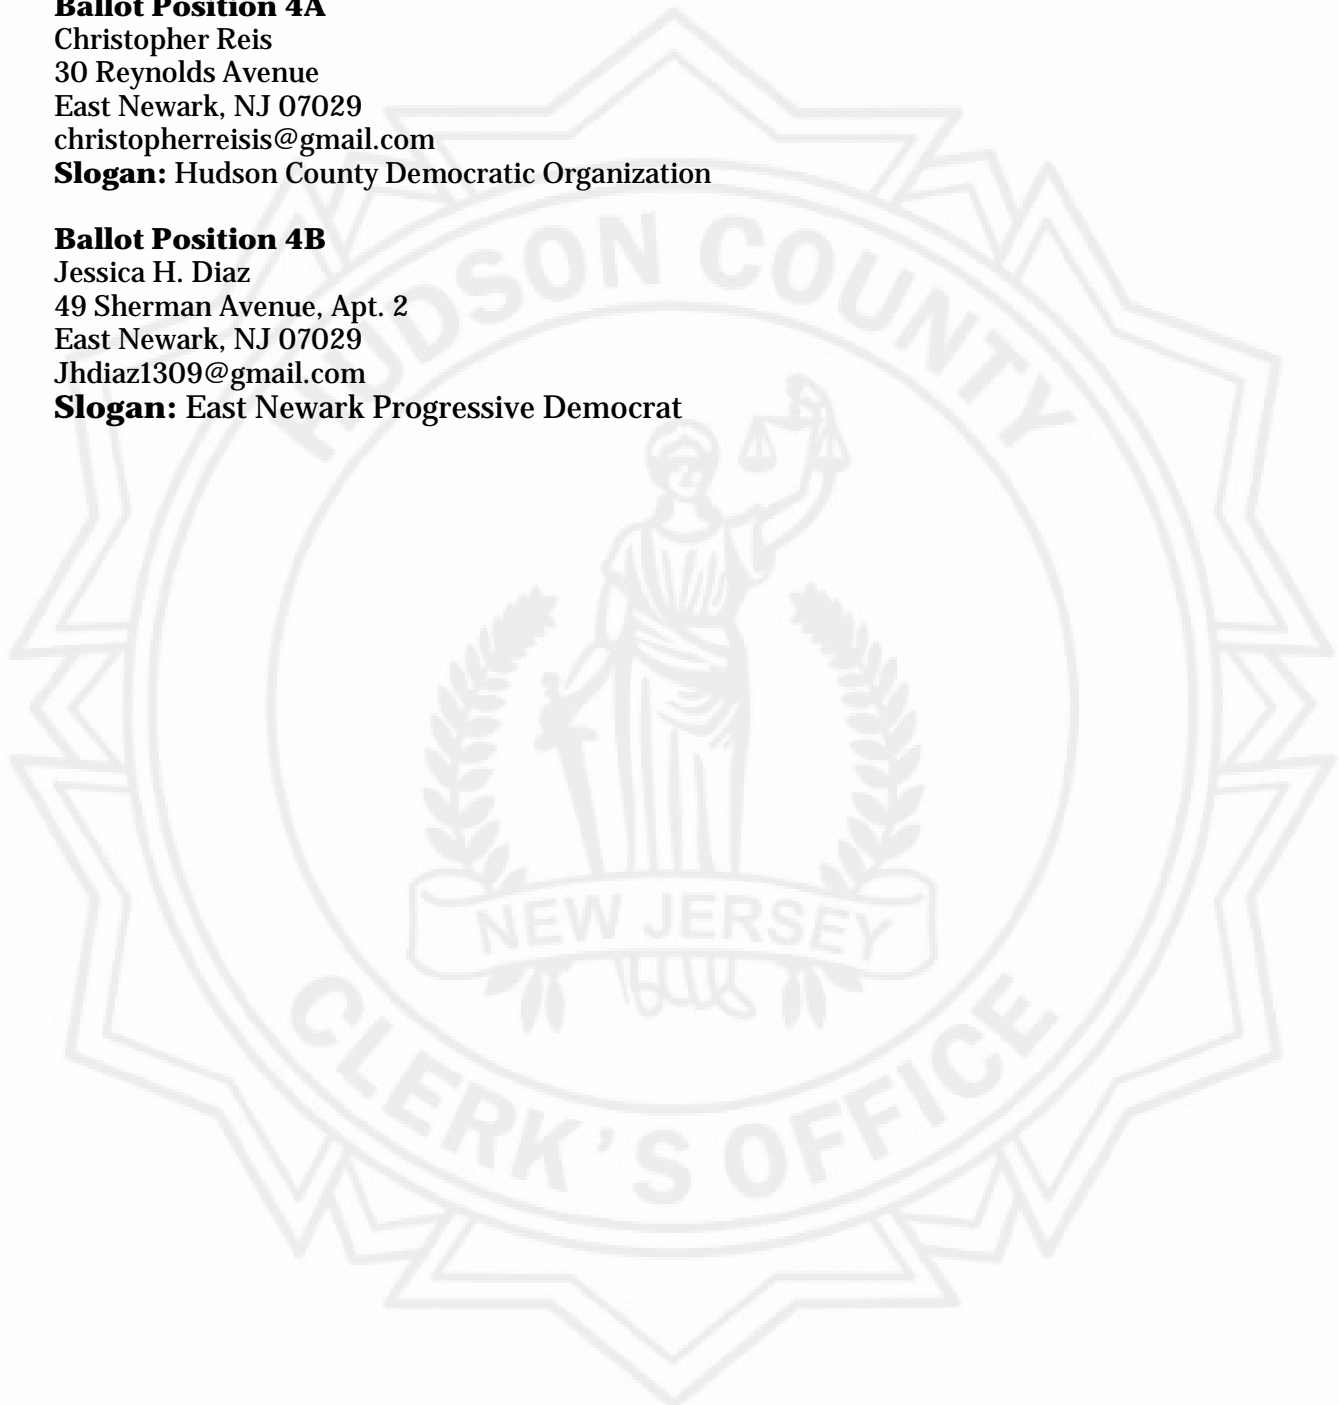 Ballot Position 4A
Christopher Reis
30 Reynolds Avenue
East Newark, NJ 07029
christopherreisis@gmail.com
Slogan: Hudson County Democratic Organization
Ballot Position 4B
Jessica H. Diaz
49 Sherman Avenue, Apt. 2
East Newark, NJ 07029
Jhdiaz1309@gmail.com
Slogan: East Newark Progressive Democrat
HUDSON COUNTY
NEW JERSEY
CLERK'S OFFICE